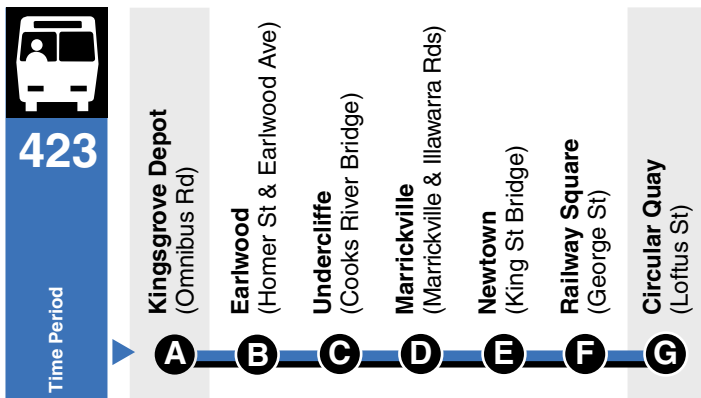 423
Time Period
Kingsgrove Depot
(Omnibus Rd)
Earlwood
(Homer St & Earlwood Ave)
Undercliffe
(Cooks River Bridge)
Marrickville
(Marrickville & Illawarra Rds)
Newtown
(King St Bridge)
Railway Square
(George St)
Circular Quay
(Loftus St)
A B C D E F G